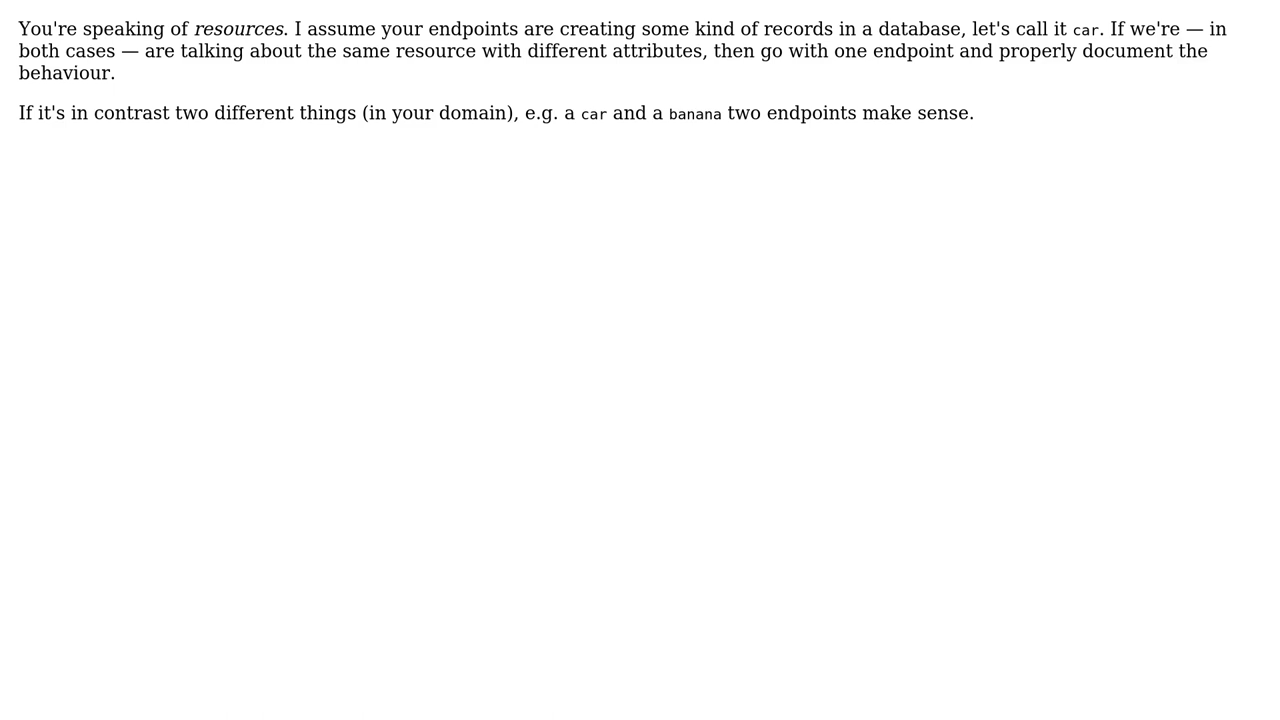 You're speaking of resources. I assume your endpoints are creating some kind of records in a database, let's call it car. If we're — in
both cases — are talking about the same resource with different attributes, then go with one endpoint and properly document the
behaviour.
If it's in contrast two different things (in your domain), e.g. a car and a banana two endpoints make sense.